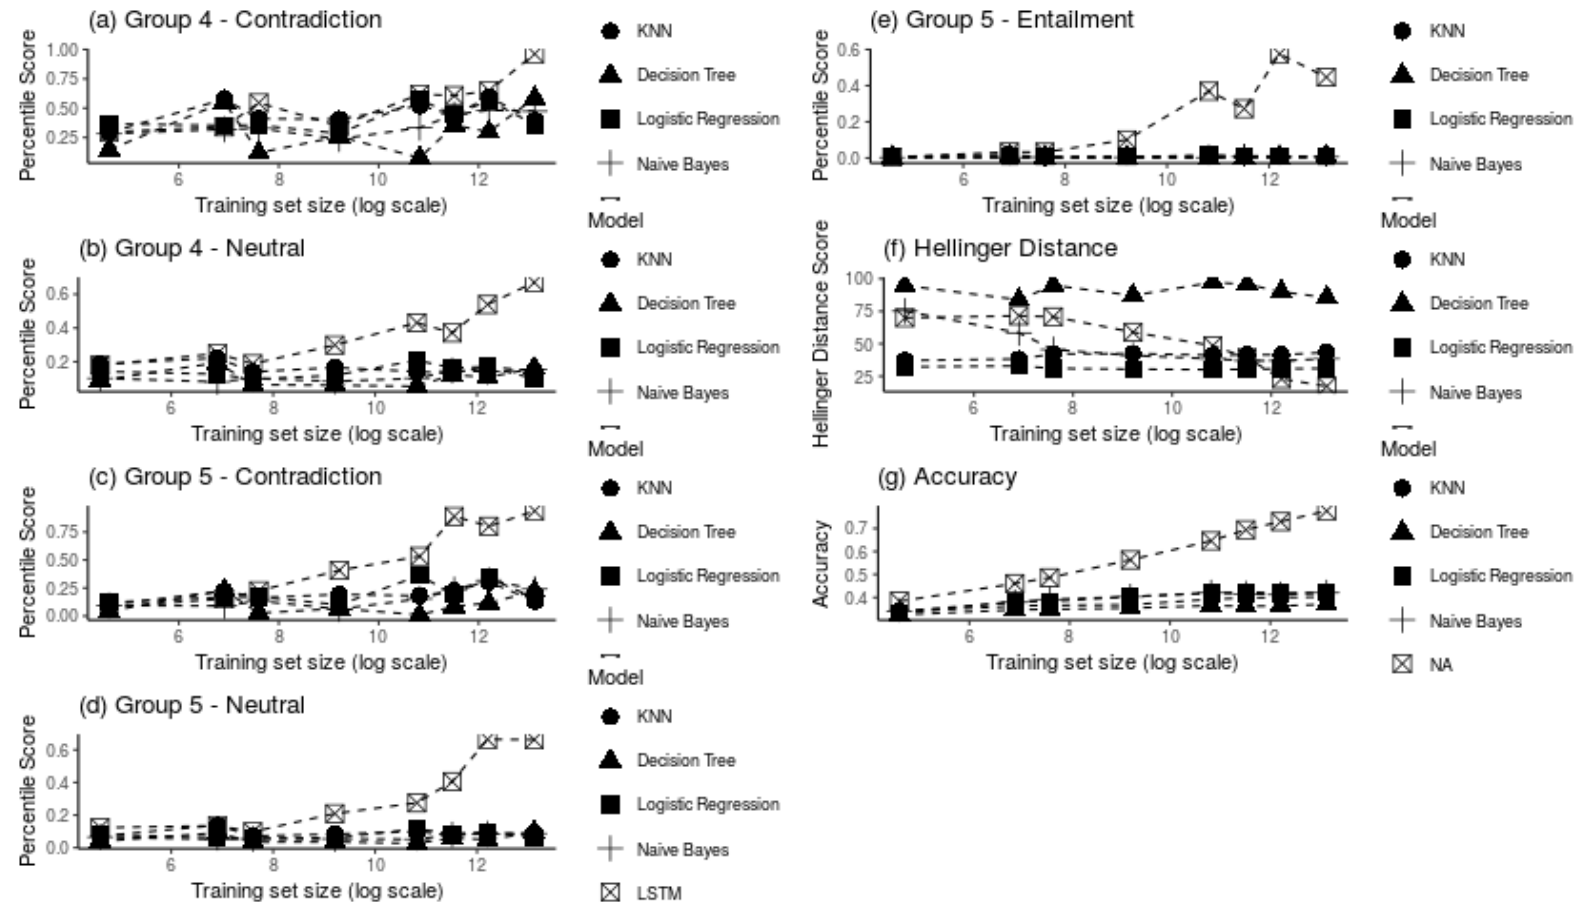 (a) Group 4 - Contradiction
Percentile Score
1.00
0.75
0.50
0.25
6 8 10 12
Training set size (log scale)
KNN
Decision Tree
Logistic Regression
Naive Bayes
(b) Group 4 - Neutral
Percentile Score
0.6
0.4
0.2
6 8 10 12
Training set size (log scale)
Model
KNN
Decision Tree
Logistic Regression
Naive Bayes
(c) Group 5 - Contradiction
Percentile Score
0.75
0.50
0.25
0.00
6 8 10 12
Training set size (log scale)
Model
KNN
Decision Tree
Logistic Regression
Naive Bayes
(d) Group 5 - Neutral
Percentile Score
0.6
0.4
0.2
0.0
6 8 10 12
Training set size (log scale)
Model
KNN
Decision Tree
Logistic Regression
Naive Bayes
LSTM
(e) Group 5 - Entailment
Percentile Score
0.6
0.4
0.2
0.0
6 8 10 12
Training set size (log scale)
KNN
Decision Tree
Logistic Regression
Naive Bayes
(f) Hellinger Distance
Hellinger Distance Score
100
75
50
25
6 8 10 12
Training set size (log scale)
Model
KNN
Decision Tree
Logistic Regression
Naive Bayes
(g) Accuracy
Accuracy
0.7
0.6
0.5
0.4
6 8 10 12
Training set size (log scale)
Model
KNN
Decision Tree
Logistic Regression
Naive Bayes
NA